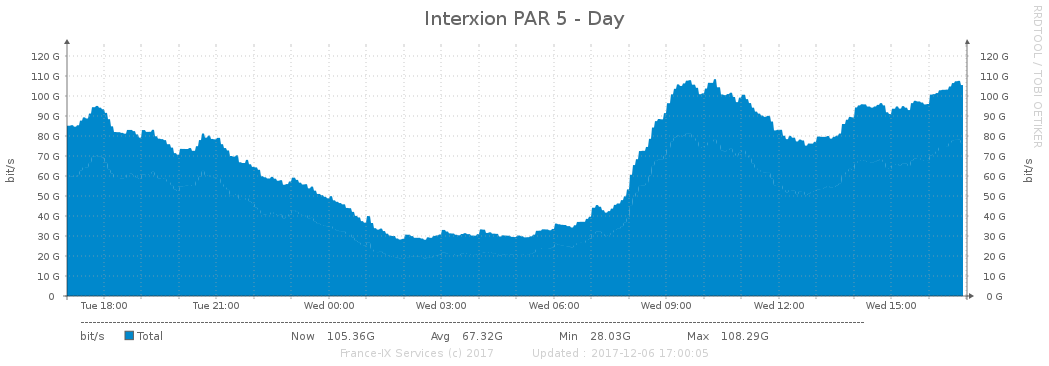 Interxion PAR 5 - Day
RRDTOOL / TOBI OETIKER
bit/s
120 G
110 G
100 G
90 G
80 G
70 G
60 G
50 G
40 G
30 G
20 G
10 G
0
120 G
110 G
100 G
90 G
80 G
70 G
60 G
50 G
40 G
30 G
20 G
10 G
0 G
bit/s
Tue 18:00 Tue 21:00 Wed 00:00 Wed 03:00 Wed 06:00 Wed 09:00 Wed 12:00 Wed 15:00
bit/s Total Now 105.36G Avg 67.32G Min 28.03G Max 108.29G
France-IX Services (c) 2017 Updated : 2017-12-06 17:00:05